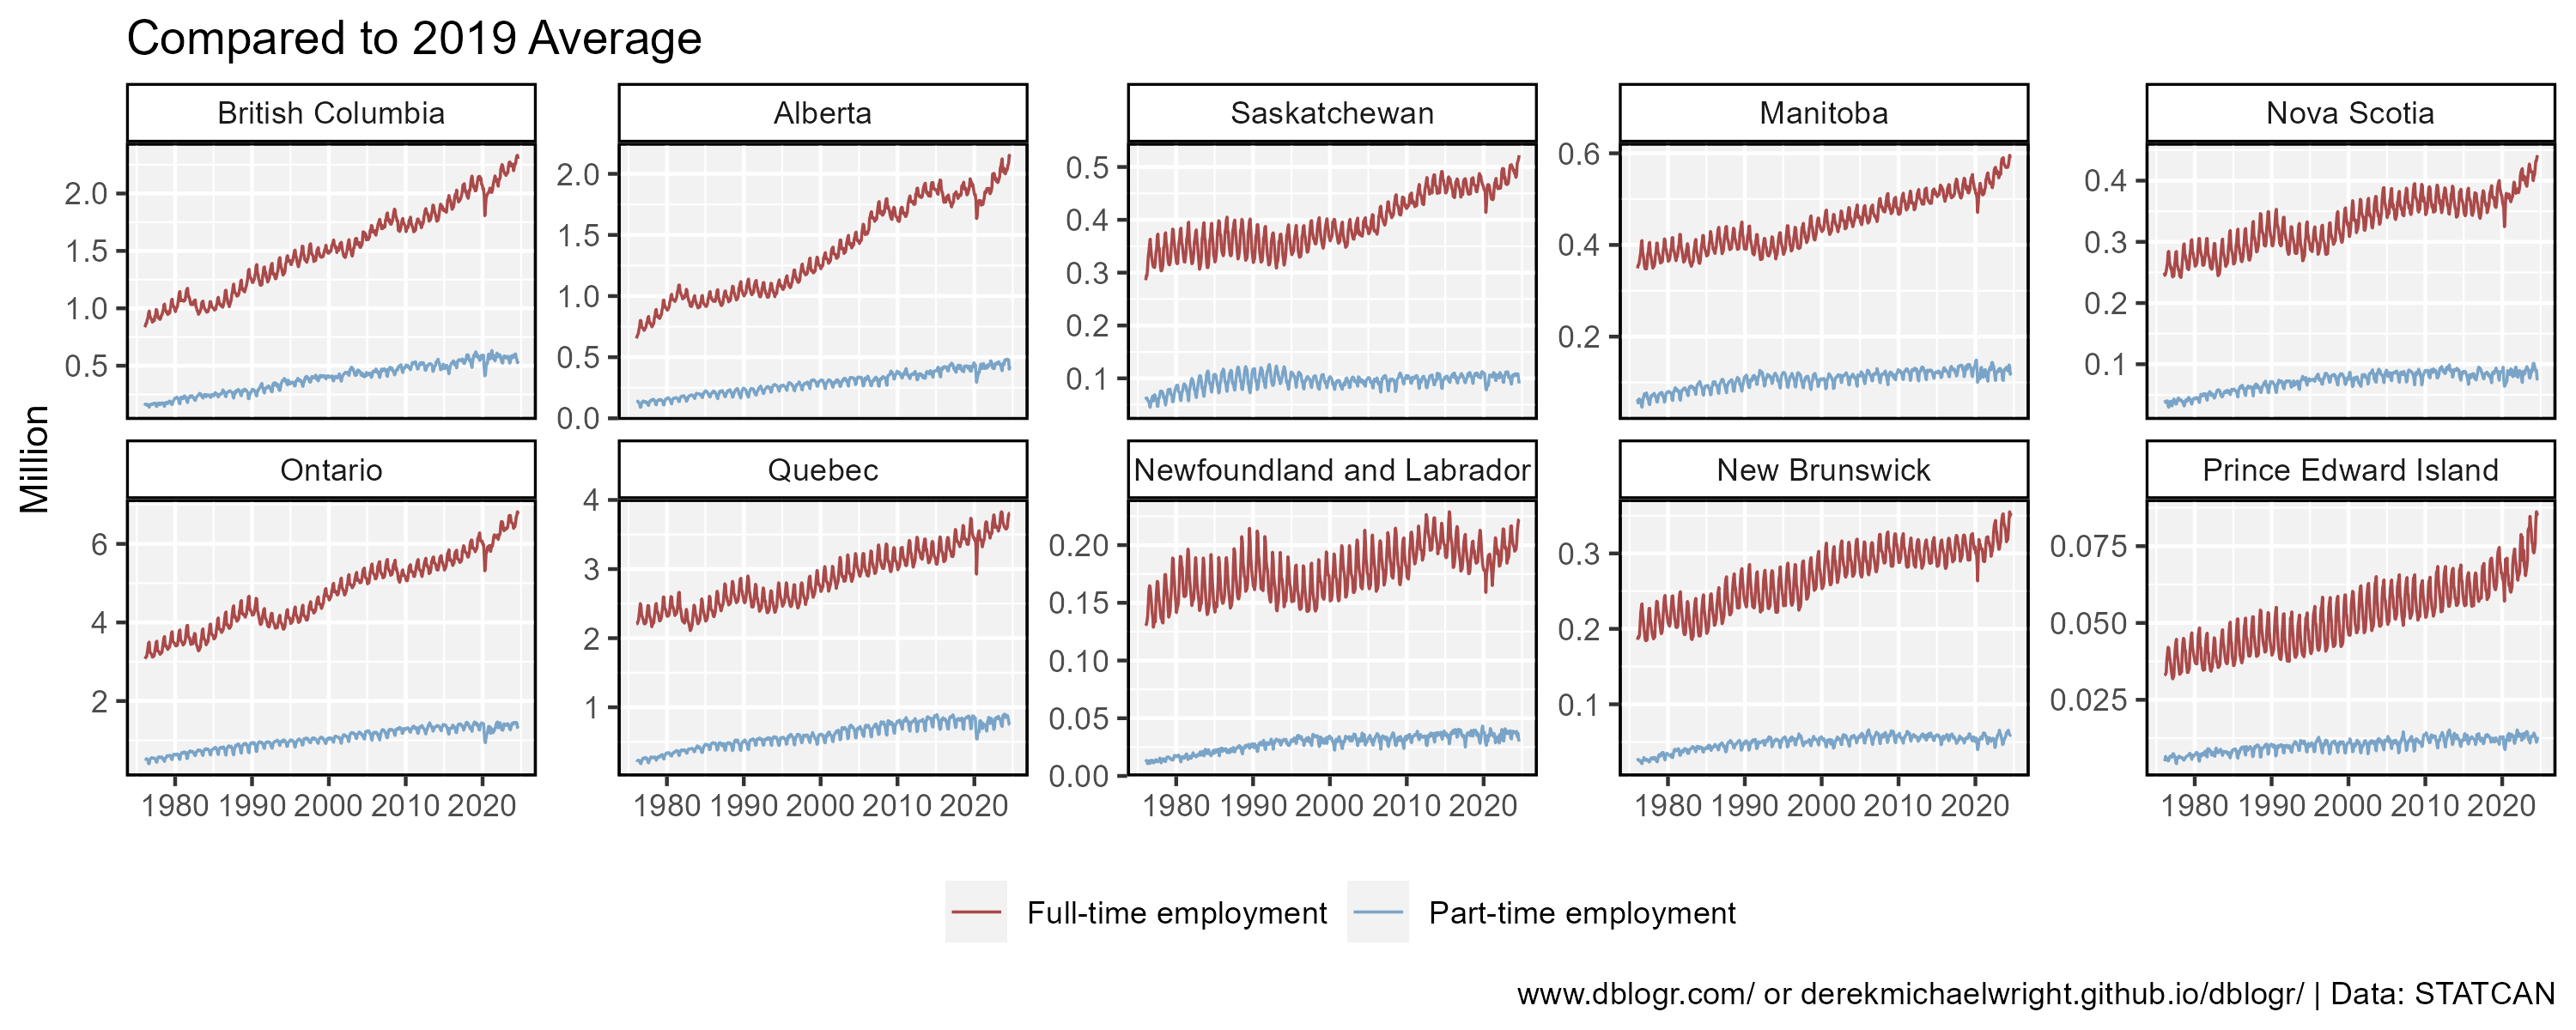 Compared to 2019 Average
British Columbia
Alberta
Saskatchewan
Manitoba
Nova Scotia
2.0
1.5
1.0
0.5
2.0
1.5
1.0
0.5
0.0
0.5
0.4
0.3
0.2
0.1
0.6
0.4
0.2
0.4
0.3
0.2
0.1
Million
Ontario
Quebec
Newfoundland and Labrador
New Brunswick
Prince Edward Island
6
4
2
4
3
2
1
0.20
0.15
0.10
0.05
0.00
0.3
0.2
0.1
0.075
0.050
0.025
1980 1990 2000 2010 2020
1980 1990 2000 2010 2020
1980 1990 2000 2010 2020
1980 1990 2000 2010 2020
1980 1990 2000 2010 2020
Full-time employment
Part-time employment
www.dblogr.com/ or derekmichaelwright.github.io/dblogr/ | Data: STATCAN